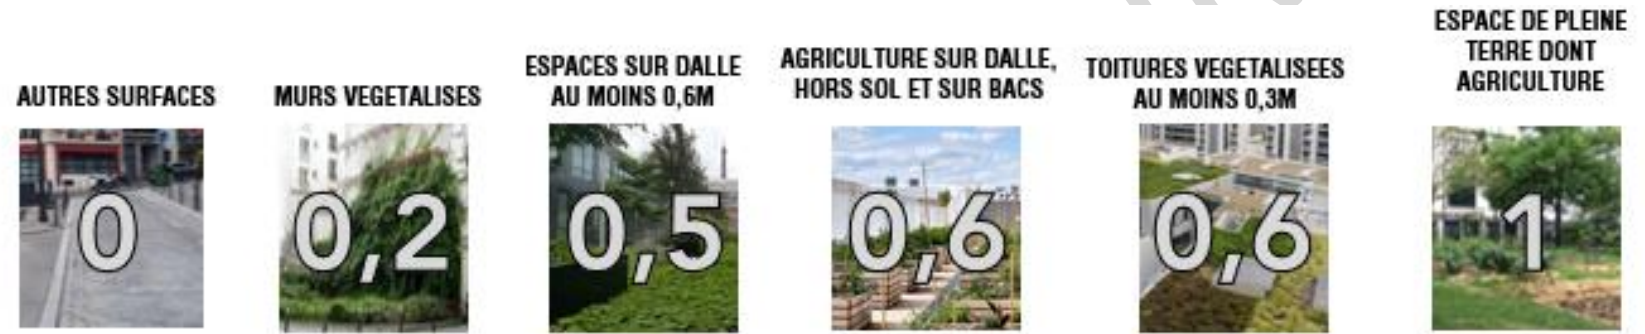 AUTRES SURFACES
0
MURS VEGETALISES
0,2
ESPACES SUR DALLE
AU MOINS 0,6M
0,5
AGRICULTURE SUR DALLE,
HORS SOL ET SUR BACS
0,6
TOITURES VEGETALISEES
AU MOINS 0,3M
0,6
ESPACE DE PLEINE
TERRE DONT
AGRICULTURE
1